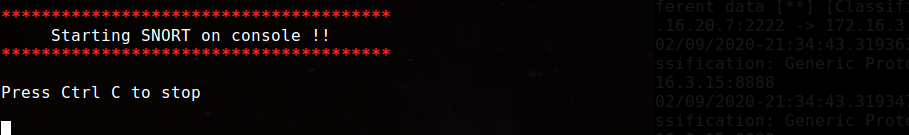 ***************************************
Starting SNORT on console !!
***************************************
Press Ctrl C to stop
ferent data [**] [Classif
.16.20.7:2222 -> 172.16.3.
02/09/2020-21:34:43.31936
ssification: Generic Proto
16.3.15:8888
02/09/2020-21:34:43.31934
ssification: Generic Proto